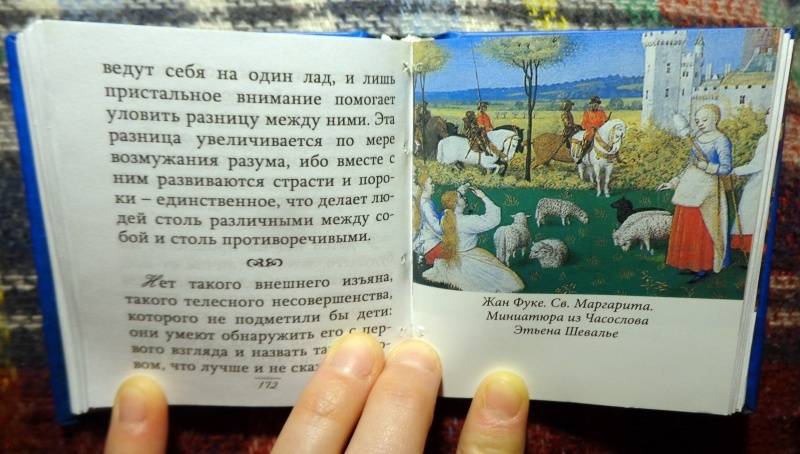 ведут себя на один лад, и лишь
пристальное внимание помогает
уловить разницу между ними. Эта
разница увеличивается по мере
возмужания разума, ибо вместе с
ним развиваются страсти и поро-
ки – единственное, что делает лю-
дей столь различными между со-
бой и столь противоречивыми.
Нет такого внешнего изъяна,
такого телесного несовершенства,
которого не подметили бы дети:
они умеют обнаружить его с пер-
вого взгляда и назвать
вом, что лучше и не
172
Жан Фуке. Св. Маргарита.
Миниатюра из Часослова
Этьена Шевалье